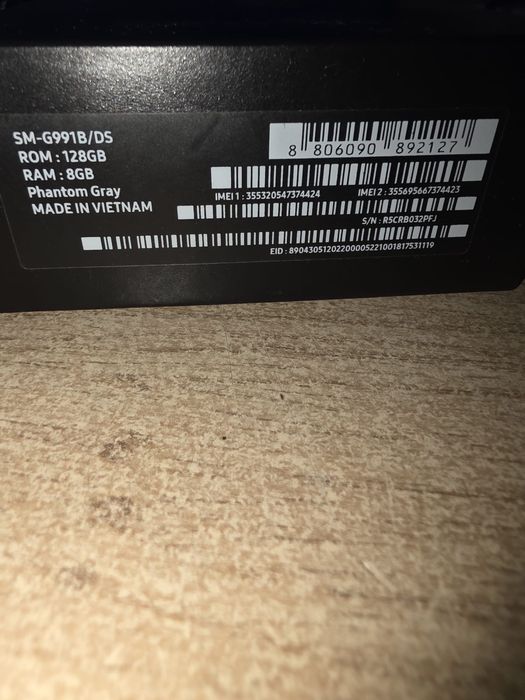 SM-G991B/DS
ROM : 128GB
RAM : 8GB
Phantom Gray
MADE IN VIETNAM
8 806090 892127
IMEI 1 : 355320547374424
IMEI 2 : 355695667374423
S/N : R5CRB032PFJ
EID : 89043051202200005221001817531119